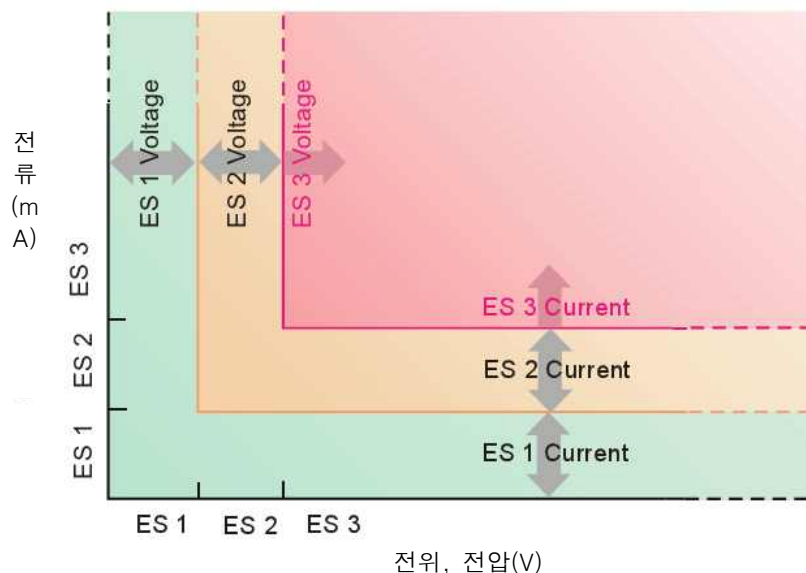 전
류
(m
A)
ES 1 Voltage
ES 2 Voltage
ES 3 Voltage
ES 3
ES 2
ES 1
ES 3 Current
ES 2 Current
ES 1 Current
ES 1
ES 2
ES 3
전위, 전압(V)